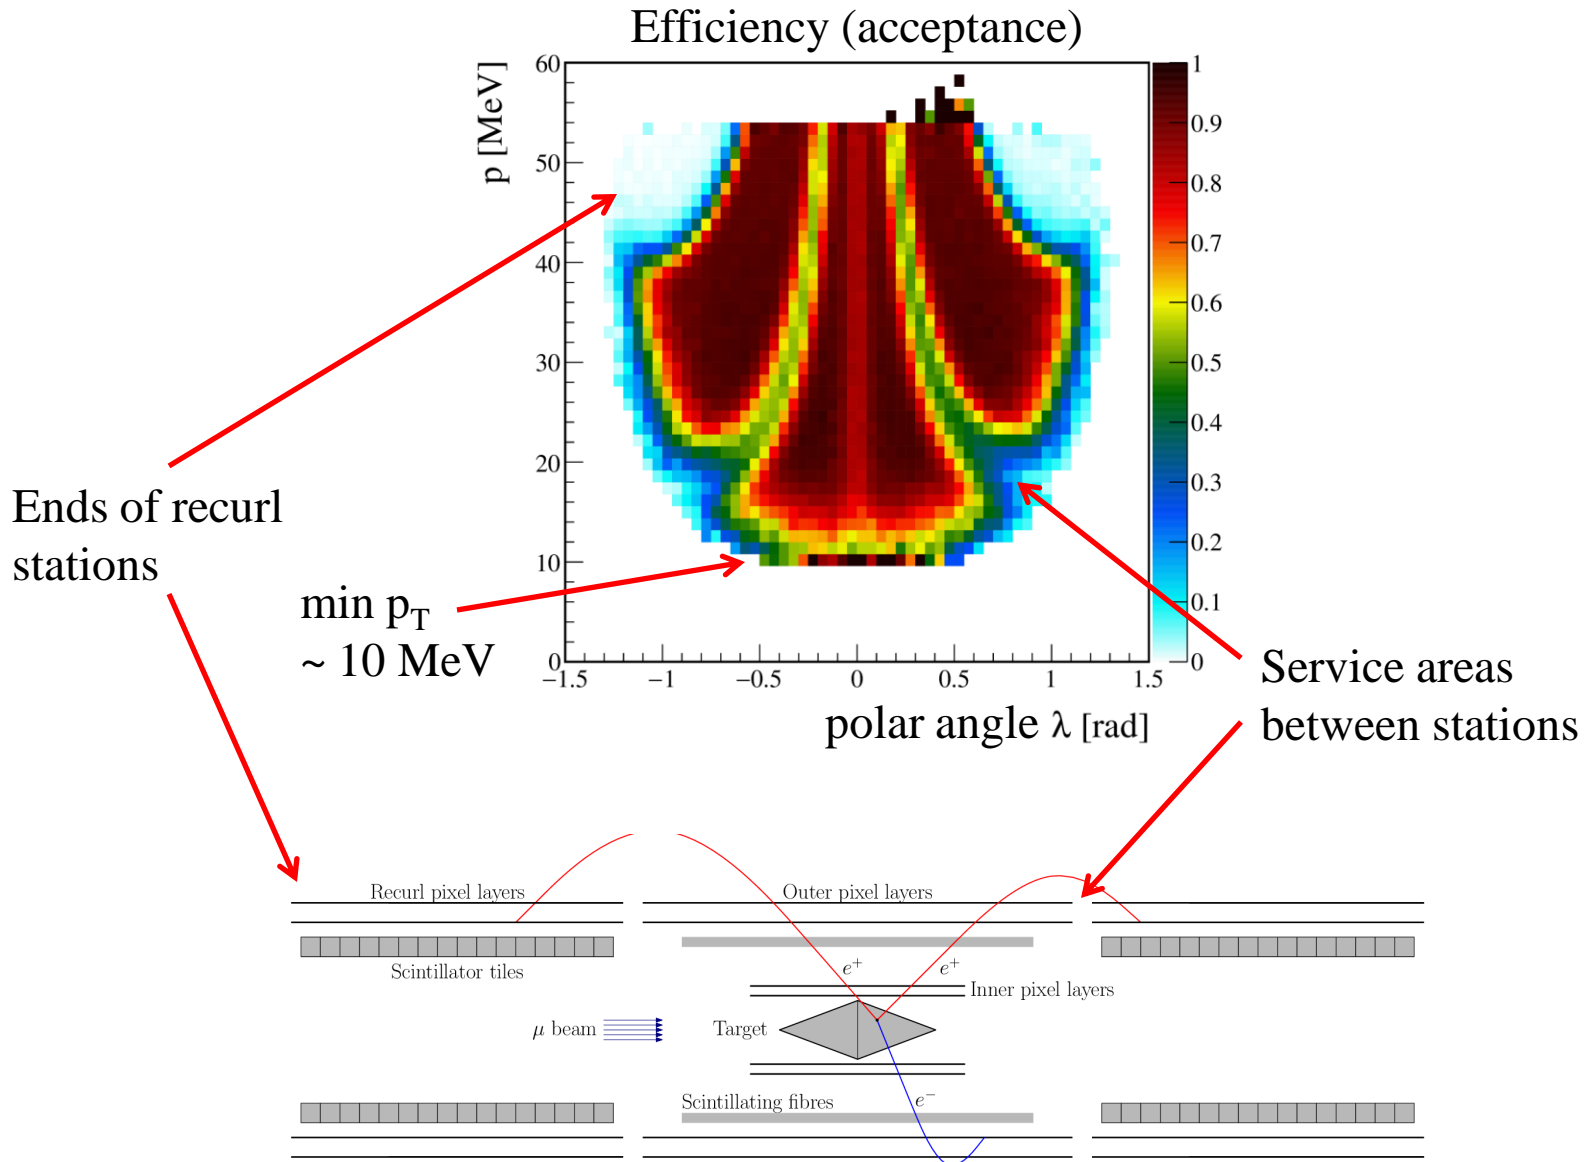 Efficiency (acceptance)
p [MeV]
60
50
40
30
20
10
0
−1.5
−1
−0.5
0
0.5
1
1.5
polar angle λ [rad]
1
0.9
0.8
0.7
0.6
0.5
0.4
0.3
0.2
0.1
0
Ends of recurl
stations
min pT
~ 10 MeV
Service areas
between stations
Recurl pixel layers
Outer pixel layers
Scintillator tiles
e+
e+
Inner pixel layers
μ beam
Target
Scintillating fibres
e−